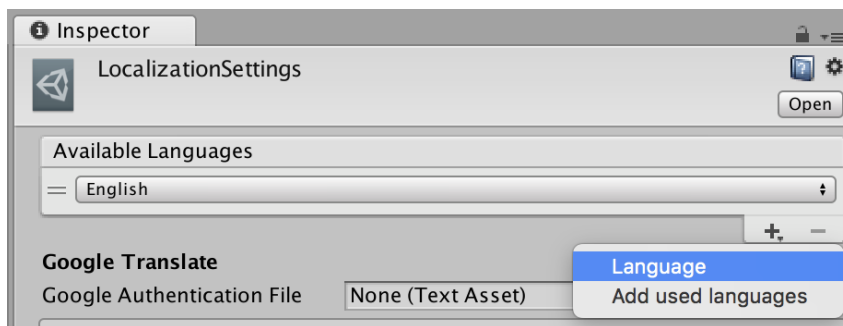 Inspector
LocalizationSettings
Open
Available Languages
English
Google Translate
Language
Google Authentication File
None (Text Asset)
Add used languages